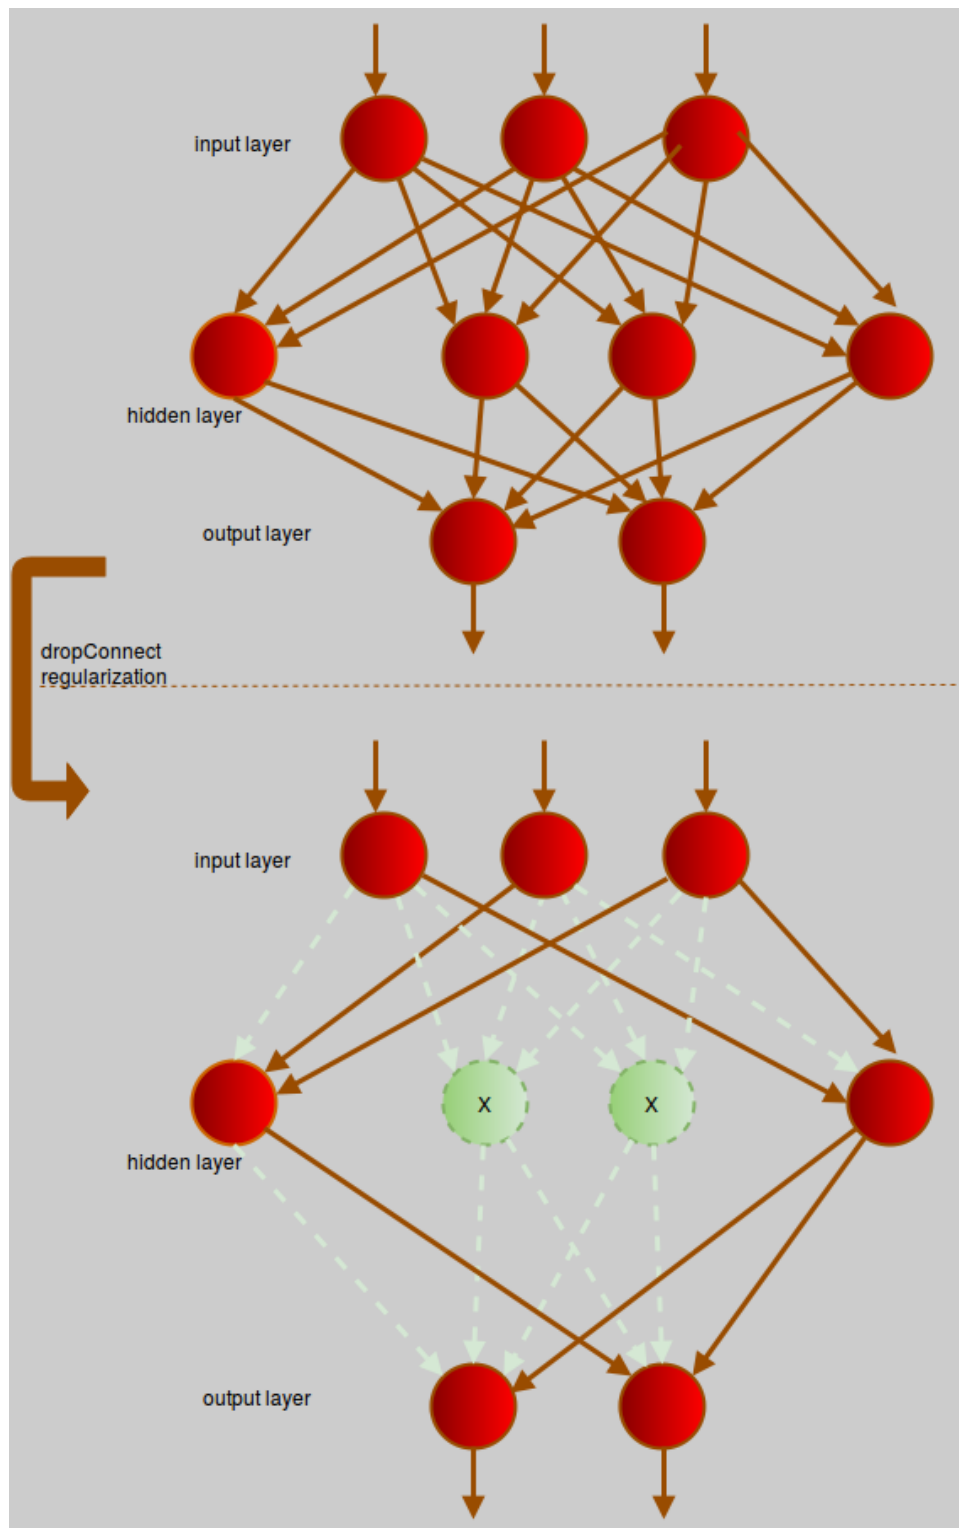 input layer
hidden layer
output layer
dropConnect
regularization
input layer
X
X
hidden layer
output layer